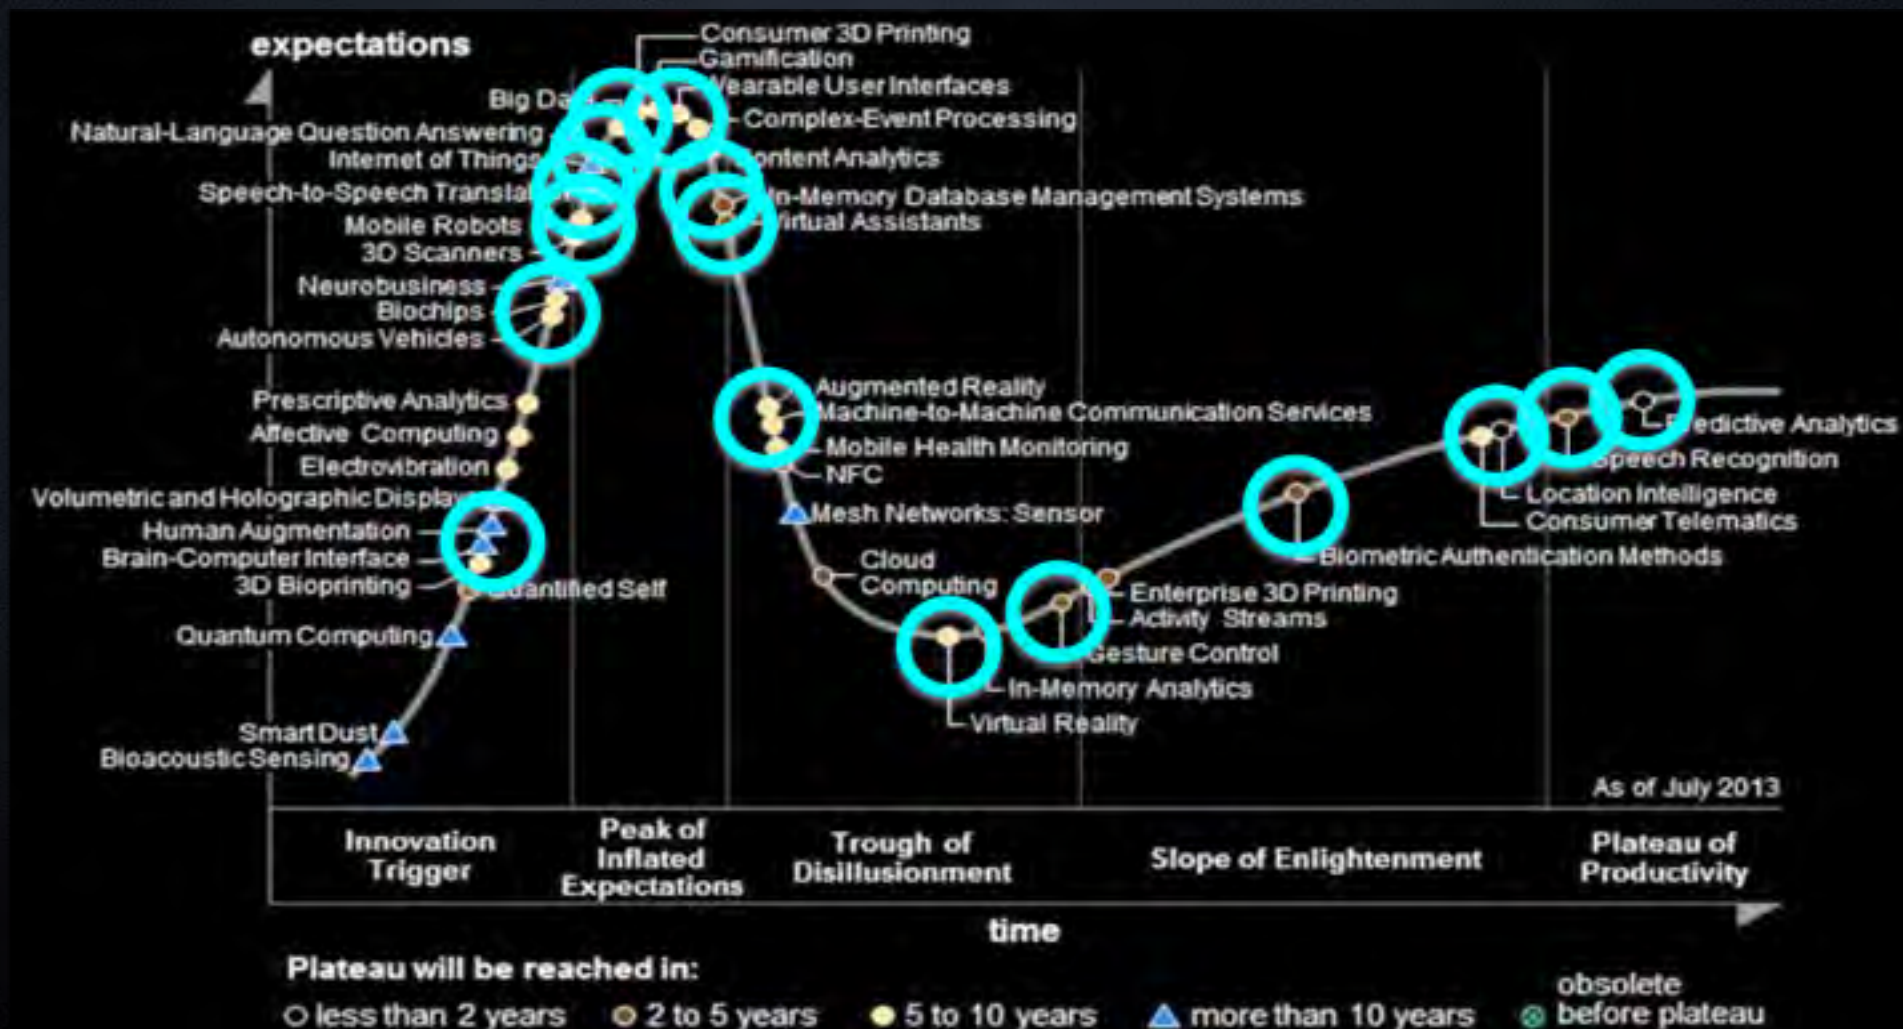 expectations
Consumer 3D Printing
Gamification
Wearable User Interfaces
Big Data
Complex-Event Processing
Natural-Language Question Answering
Content Analytics
Internet of Things
In-Memory Database Management Systems
Speech-to-Speech Translation
Virtual Assistants
Mobile Robots
3D Scanners
Neurobusiness
Biochips
Autonomous Vehicles
Augmented Reality
Prescriptive Analytics
Machine-to-Machine Communication Services
Predictive Analytics
Affective Computing
Mobile Health Monitoring
Speech Recognition
Electrovibration
NFC
Volumetric and Holographic Displays
Location Intelligence
Mesh Networks: Sensor
Consumer Telematics
Human Augmentation
Brain-Computer Interface
Cloud
Computing
Biometric Authentication Methods
3D Bioprinting
Quantified Self
Enterprise 3D Printing
Activity Streams
Quantum Computing
Gesture Control
In-Memory Analytics
Virtual Reality
Smart Dust
Bioacoustic Sensing
As of July 2013
Innovation
Trigger
Peak of
Inflated
Expectations
Trough of
Disillusionment
Slope of Enlightenment
Plateau of
Productivity
time
Plateau will be reached in:
less than 2 years
2 to 5 years
5 to 10 years
more than 10 years
obsolete
before plateau